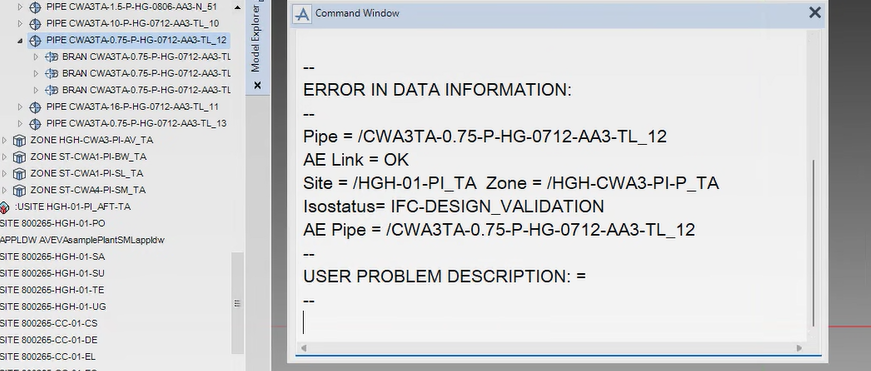 PIPE CWA3TA-1.5-P-HG-0806-AA3-N_51
PIPE CWA3TA-10-P-HG-0712-AA3-TL_10
PIPE CWA3TA-0.75-P-HG-0712-AA3-TL_12
BRAN CWA3TA-0.75-P-HG-0712-AA3-TL
BRAN CWA3TA-0.75-P-HG-0712-AA3-TL
BRAN CWA3TA-0.75-P-HG-0712-AA3-TL
PIPE CWA3TA-16-P-HG-0712-AA3-TL_11
PIPE CWA3TA-0.75-P-HG-0712-AA3-TL_13
ZONE HGH-CWA3-PI-AV_TA
ZONE ST-CWA1-PI-BW_TA
ZONE ST-CWA1-PI-SL_TA
ZONE ST-CWA4-PI-SM_TA
:USITE HGH-01-PI_AFT-TA
SITE 800265-HGH-01-PO
APPLDW AVEVAsamplePlantSMLappldw
SITE 800265-HGH-01-SA
SITE 800265-HGH-01-SU
SITE 800265-HGH-01-TE
SITE 800265-HGH-01-UG
SITE 800265-CC-01-CS
SITE 800265-CC-01-DE
SITE 800265-CC-01-EL
Model Explorer
Command Window
--
ERROR IN DATA INFORMATION:
--
Pipe = /CWA3TA-0.75-P-HG-0712-AA3-TL_12
AE Link = OK
Site = /HGH-01-PI_TA Zone = /HGH-CWA3-PI-P_TA
Isostatus= IFC-DESIGN_VALIDATION
AE Pipe = /CWA3TA-0.75-P-HG-0712-AA3-TL_12
--
USER PROBLEM DESCRIPTION: =
--